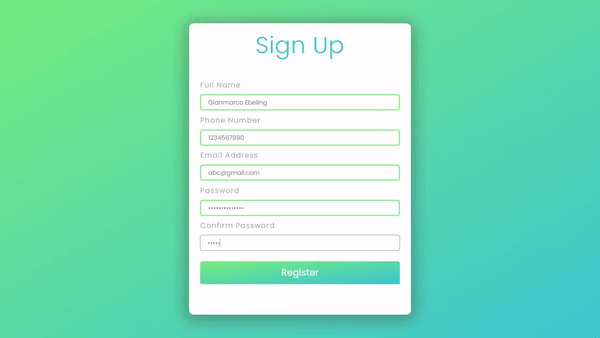 Sign Up
Full Name
Gianmarco Ebeling
Phone Number
1234567890
Email Address
abc@gmail.com
Password
••••••••••••••
Confirm Password
•••••
Register